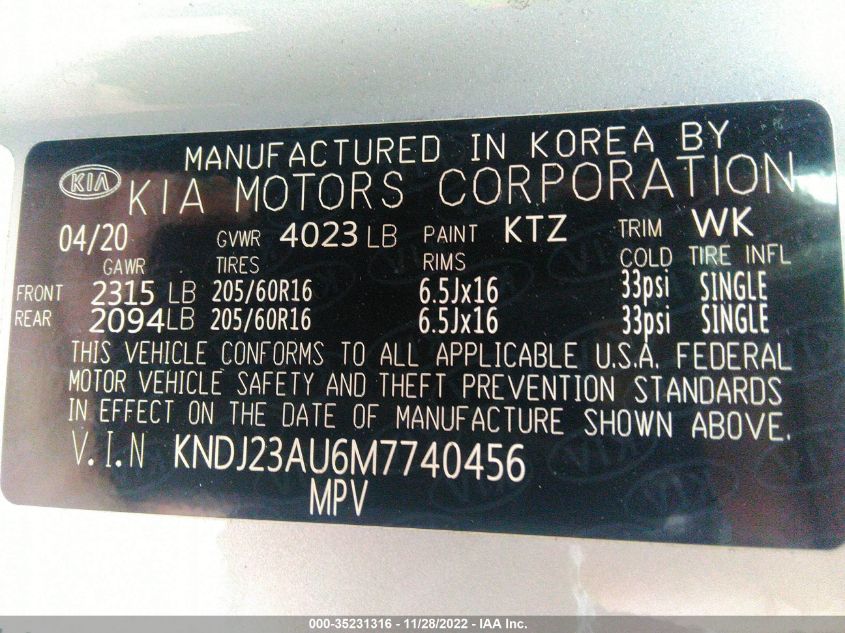 MANUFACTURED IN KOREA BY
KIA KIA MOTORS CORPORATION
04/20 GVWR 4023 LB PAINT KTZ TRIM WK
GAWR TIRES RIMS COLD TIRE INFL
FRONT 2315 LB 205/60R16 6.5Jx16 33psi SINGLE
REAR 2094 LB 205/60R16 6.5Jx16 33psi SINGLE
THIS VEHICLE CONFORMS TO ALL APPLICABLE U.S.A. FEDERAL
MOTOR VEHICLE SAFETY AND THEFT PREVENTION STANDARDS
IN EFFECT ON THE DATE OF MANUFACTURE SHOWN ABOVE.
V.I.N KNDJ23AU6M7740456
MPV
000-35231316 - 11/28/2022 - IAA Inc.